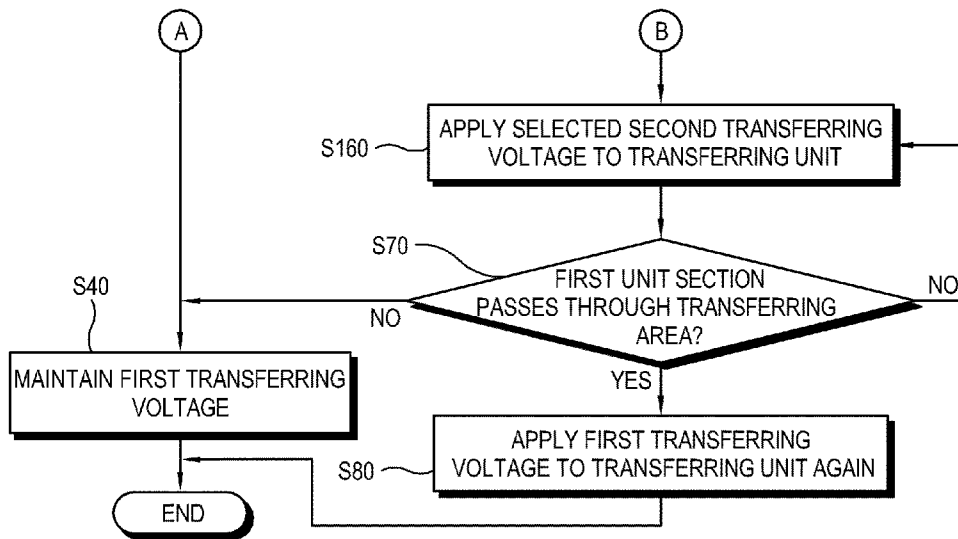 A
B
S160
APPLY SELECTED SECOND TRANSFERRING
VOLTAGE TO TRANSFERRING UNIT
S70
FIRST UNIT SECTION
PASSES THROUGH TRANSFERRING
AREA?
NO
NO
YES
S40
MAINTAIN FIRST TRANSFERRING
VOLTAGE
S80
APPLY FIRST TRANSFERRING
VOLTAGE TO TRANSFERRING UNIT AGAIN
END